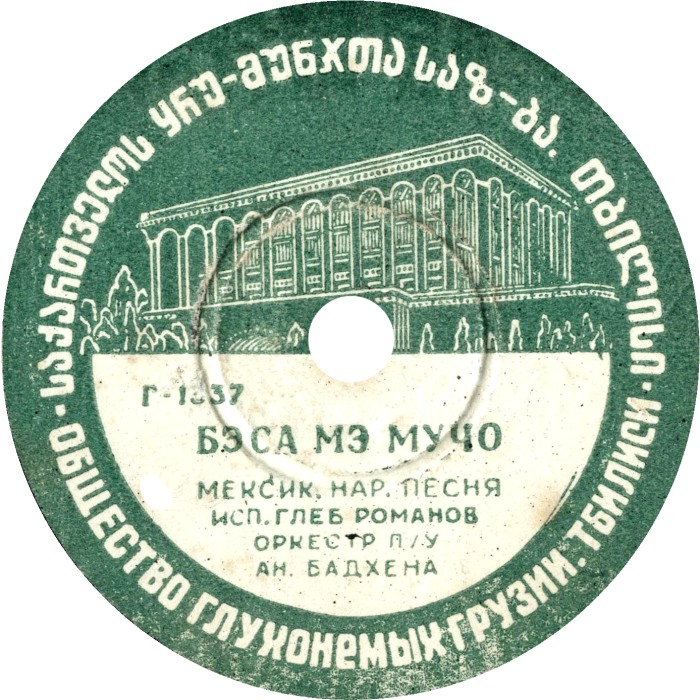 საქართველოს ყრუ-მუნჯთა საზ-ბა. თბილისი
Г-1337
БЭСА МЭ МУЧО
МЕКСИК. НАР. ПЕСНЯ
ИСП. ГЛЕБ РОМАНОВ
ОРКЕСТР П/У
АН. БАДХЕНА
ОБЩЕСТВО ГЛУХОНЕМЫХ ГРУЗИИ. ТБИЛИСИ